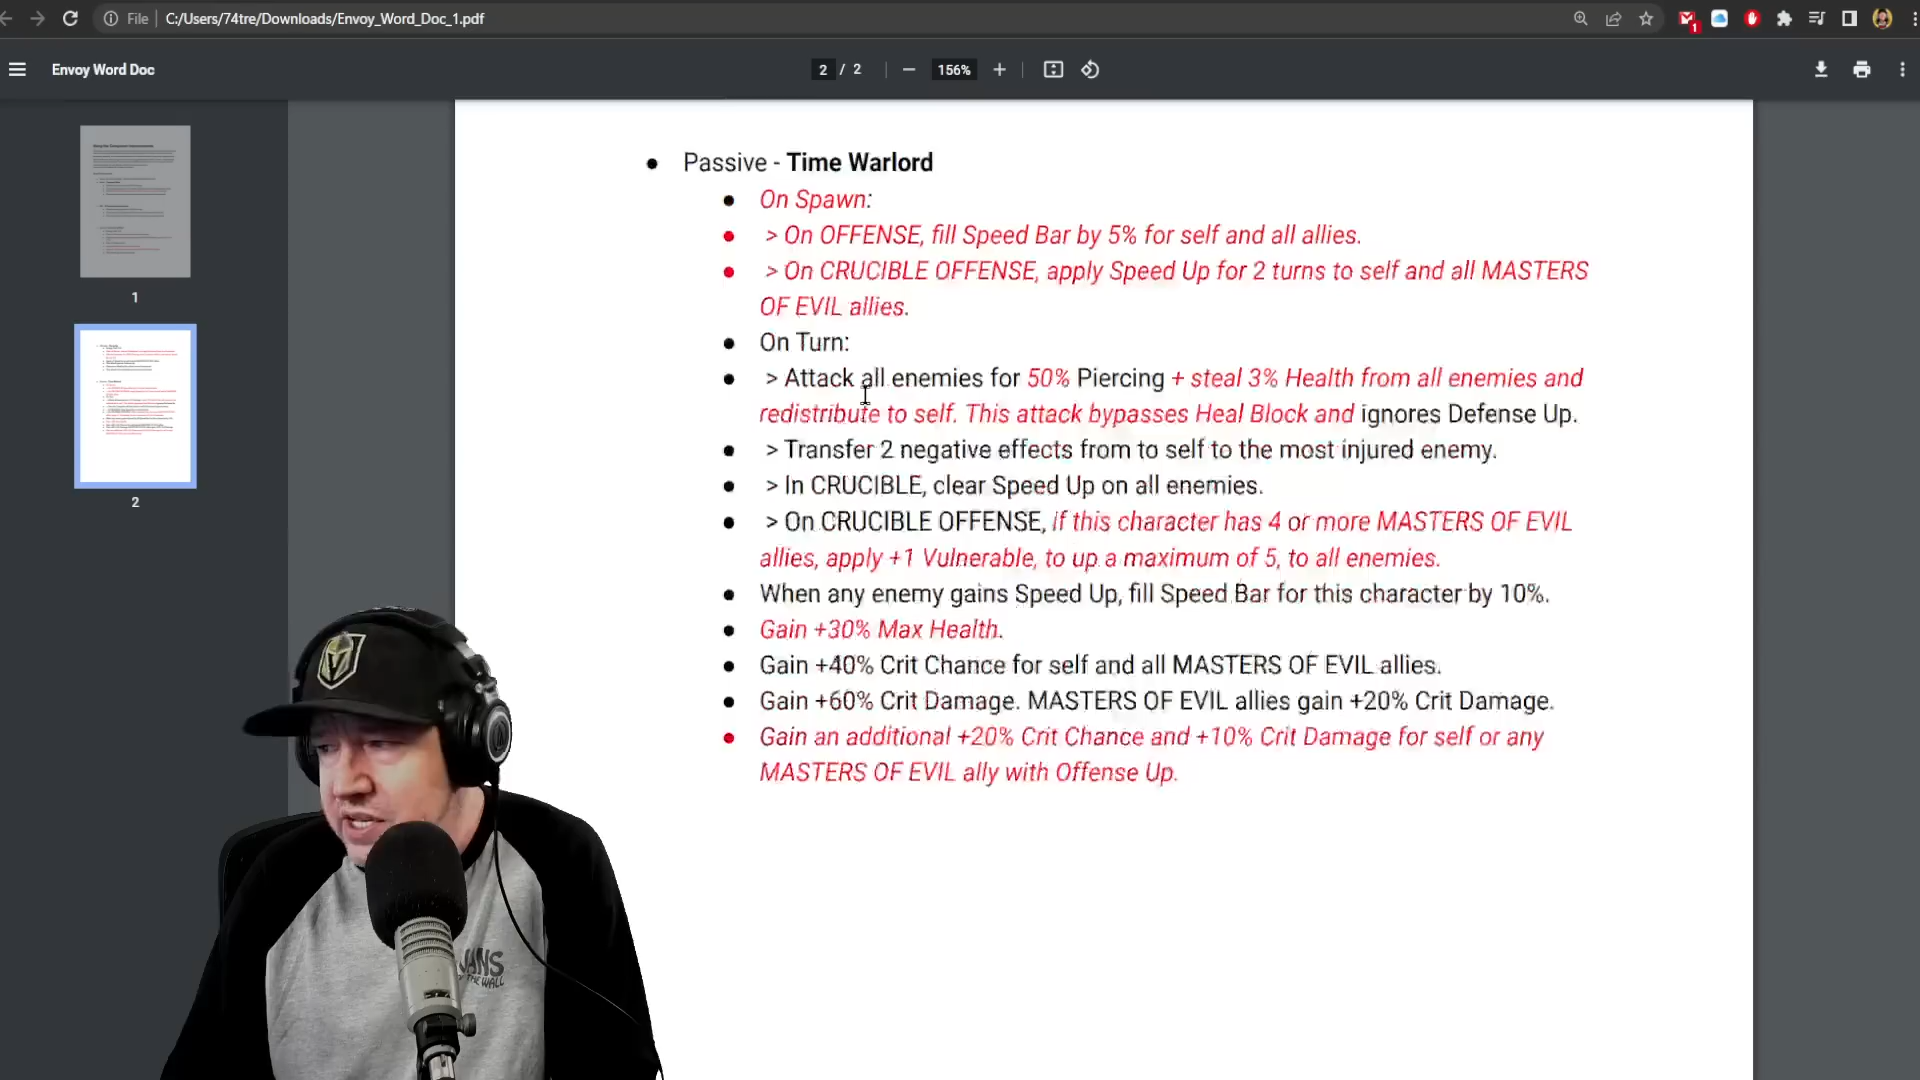 File
C:/Users/74tre/Downloads/Envoy_Word_Doc_1.pdf
1
Envoy Word Doc
2 / 2
156%
1
2
Passive - Time Warlord
On Spawn:
> On OFFENSE, fill Speed Bar by 5% for self and all allies.
> On CRUCIBLE OFFENSE, apply Speed Up for 2 turns to self and all MASTERS
OF EVIL allies.
On Turn:
> Attack all enemies for 50% Piercing + steal 3% Health from all enemies and
redistribute to self. This attack bypasses Heal Block and ignores Defense Up.
> Transfer 2 negative effects from to self to the most injured enemy.
> In CRUCIBLE, clear Speed Up on all enemies.
> On CRUCIBLE OFFENSE, if this character has 4 or more MASTERS OF EVIL
allies, apply +1 Vulnerable, to up a maximum of 5, to all enemies.
When any enemy gains Speed Up, fill Speed Bar for this character by 10%.
Gain +30% Max Health.
Gain +40% Crit Chance for self and all MASTERS OF EVIL allies.
Gain +60% Crit Damage. MASTERS OF EVIL allies gain +20% Crit Damage.
Gain an additional +20% Crit Chance and +10% Crit Damage for self or any
MASTERS OF EVIL ally with Offense Up.
THE WALL